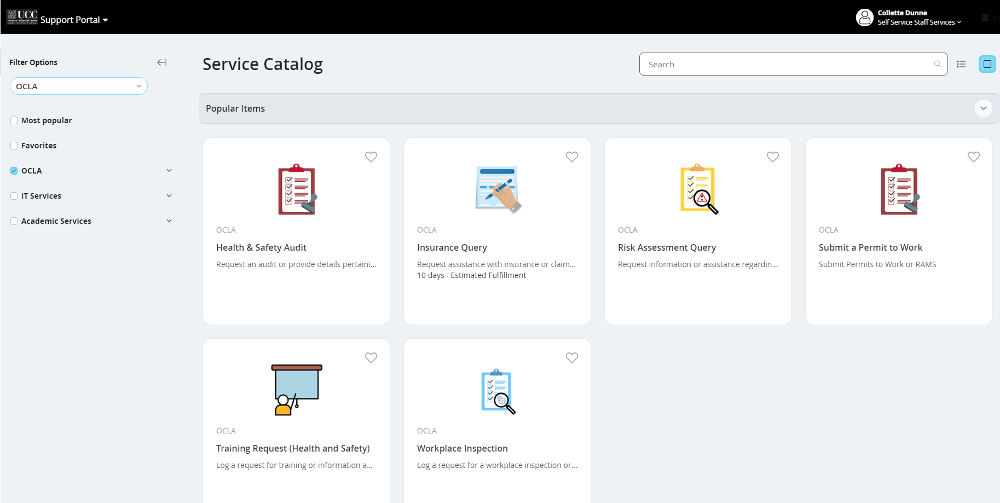 UCC
University College Cork, Ireland
Support Portal
Collette Dunne
Self Service Staff Services
Filter Options
OCLA
Most popular
Favorites
OCLA
IT Services
Academic Services
Service Catalog
Search
Popular Items
OCLA
Health & Safety Audit
Request an audit or provide details pertaini...
OCLA
Insurance Query
Request assistance with insurance or claim...
10 days - Estimated Fulfillment
OCLA
Risk Assessment Query
Request information or assistance regardin...
OCLA
Submit a Permit to Work
Submit Permits to Work or RAMS
OCLA
Training Request (Health and Safety)
Log a request for training or information a...
OCLA
Workplace Inspection
Log a request for a workplace inspection or...